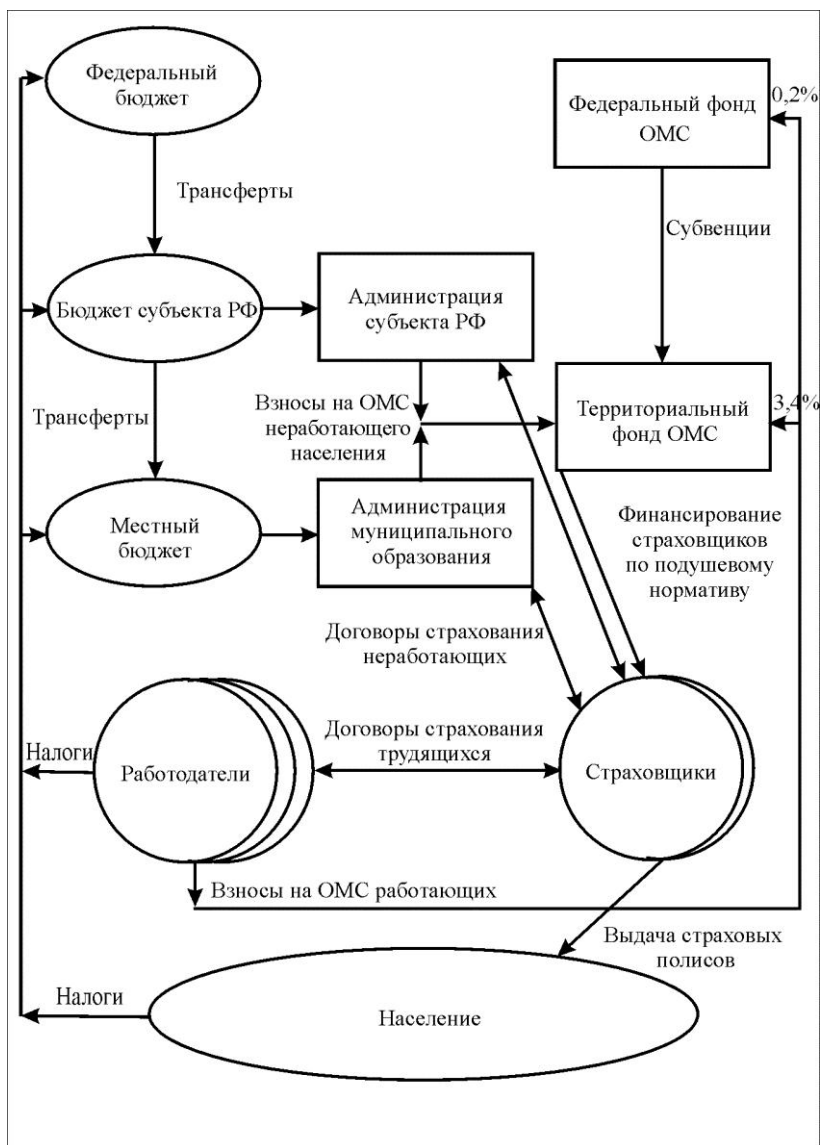 Федеральный
бюджет
0,2%
Федеральный фонд
ОМС
Трансферты
Субвенции
Бюджет субъекта РФ
Администрация
субъекта РФ
Трансферты
Взносы на ОМС
неработающего
населения
Территориальный
фонд ОМС
3,4%
Местный
бюджет
Администрация
муниципального
образования
Финансирование
страховщиков
по подушевому
нормативу
Договоры страхования
неработающих
Налоги
Работодатели
Договоры страхования
трудящихся
Страховщики
Взносы на ОМС работающих
Выдача страховых
полисов
Налоги
Население